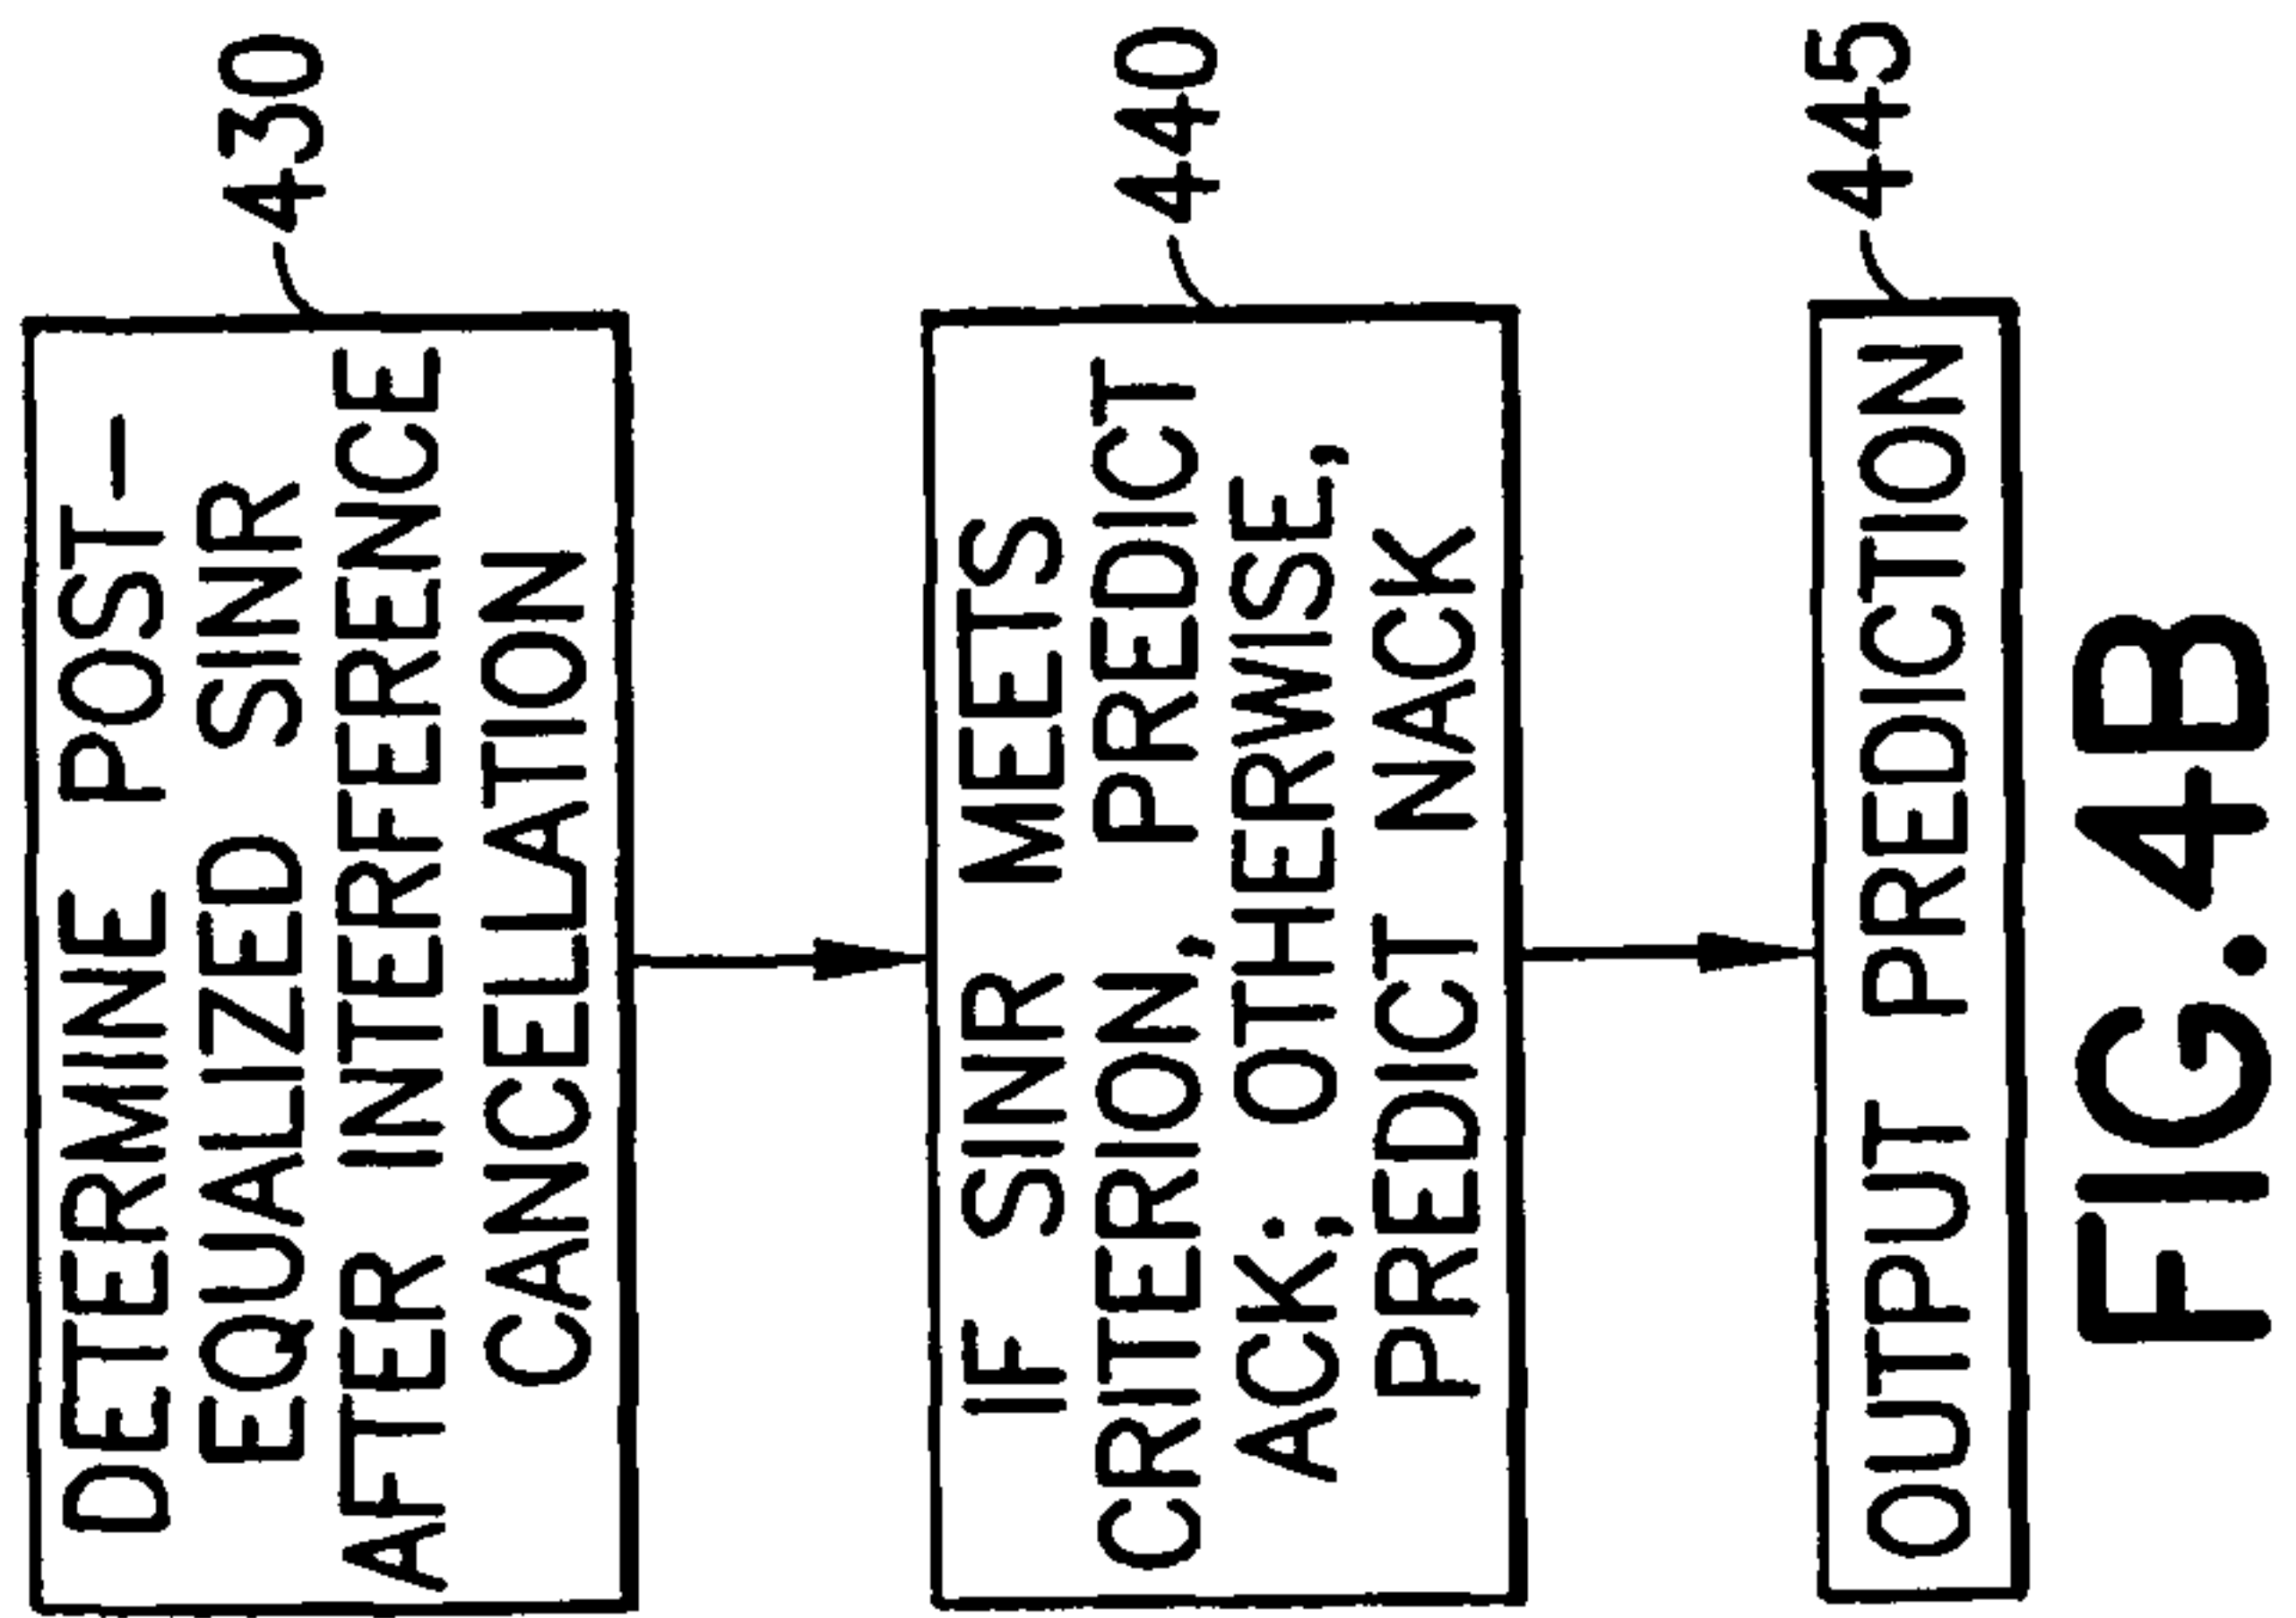 DETERMINE POST-
EQUALIZED SINR
AFTER INTERFERENCE
CANCELLATION
430
IF SINR MEETS
CRITERION, PREDICT
ACK; OTHERWISE,
PREDICT NACK
440
OUTPUT PREDICTION
445
FIG. 4B